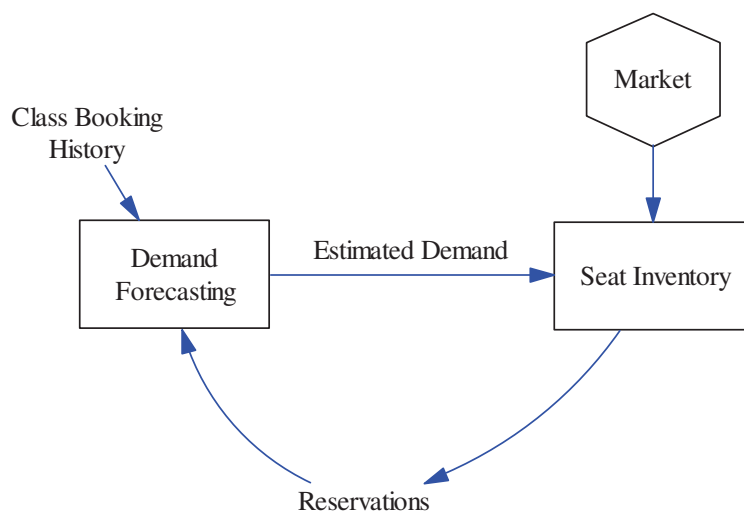 Market
Class Booking
History
Demand
Forecasting
Estimated Demand
Seat Inventory
Reservations